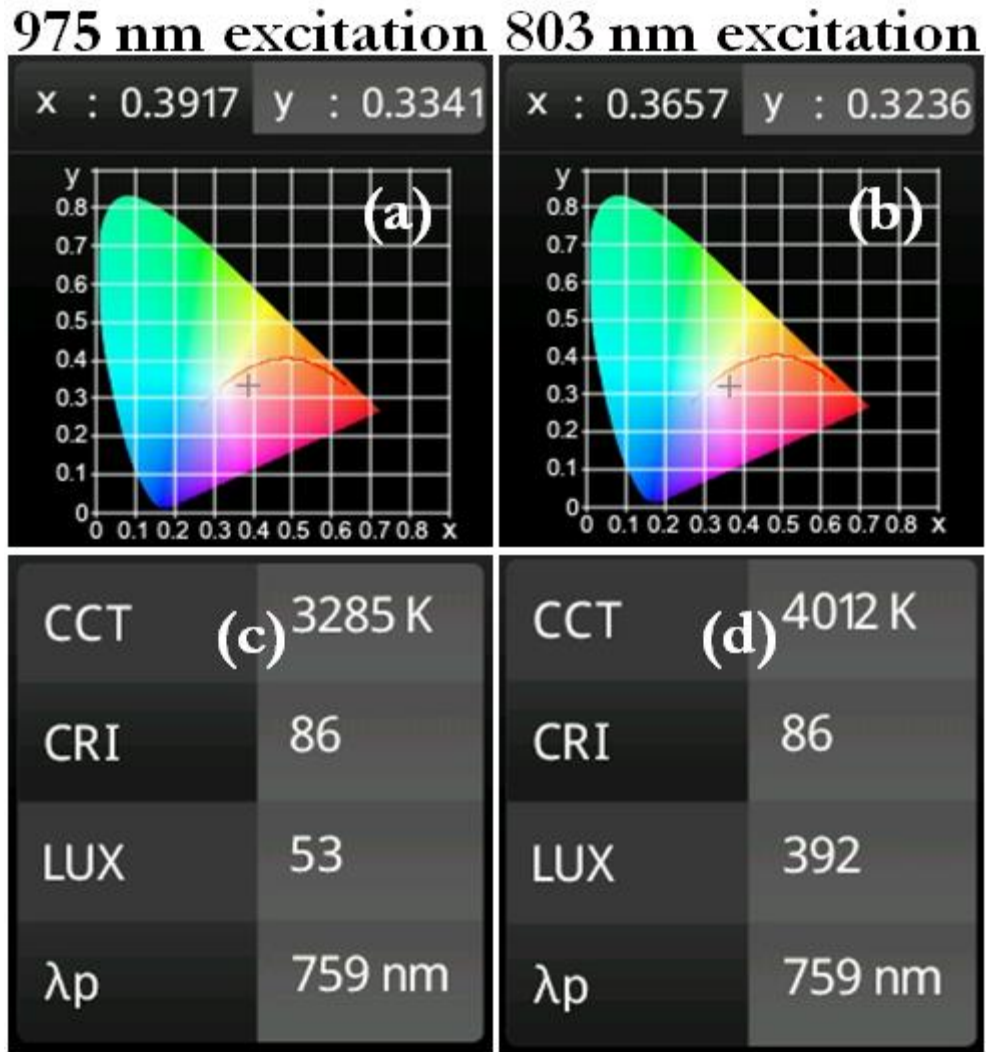 975 nm excitation
803 nm excitation
x : 0.3917 y : 0.3341
x : 0.3657 y : 0.3236
(a)
y
0.8
0.7
0.6
0.5
0.4
0.3
0.2
0.1
0
0 0.1 0.2 0.3 0.4 0.5 0.6 0.7 0.8 x
(b)
y
0.8
0.7
0.6
0.5
0.4
0.3
0.2
0.1
0
0 0.1 0.2 0.3 0.4 0.5 0.6 0.7 0.8 x
(c)
CCT 3285 K
CRI 86
LUX 53
λp 759 nm
(d)
CCT 4012 K
CRI 86
LUX 392
λp 759 nm